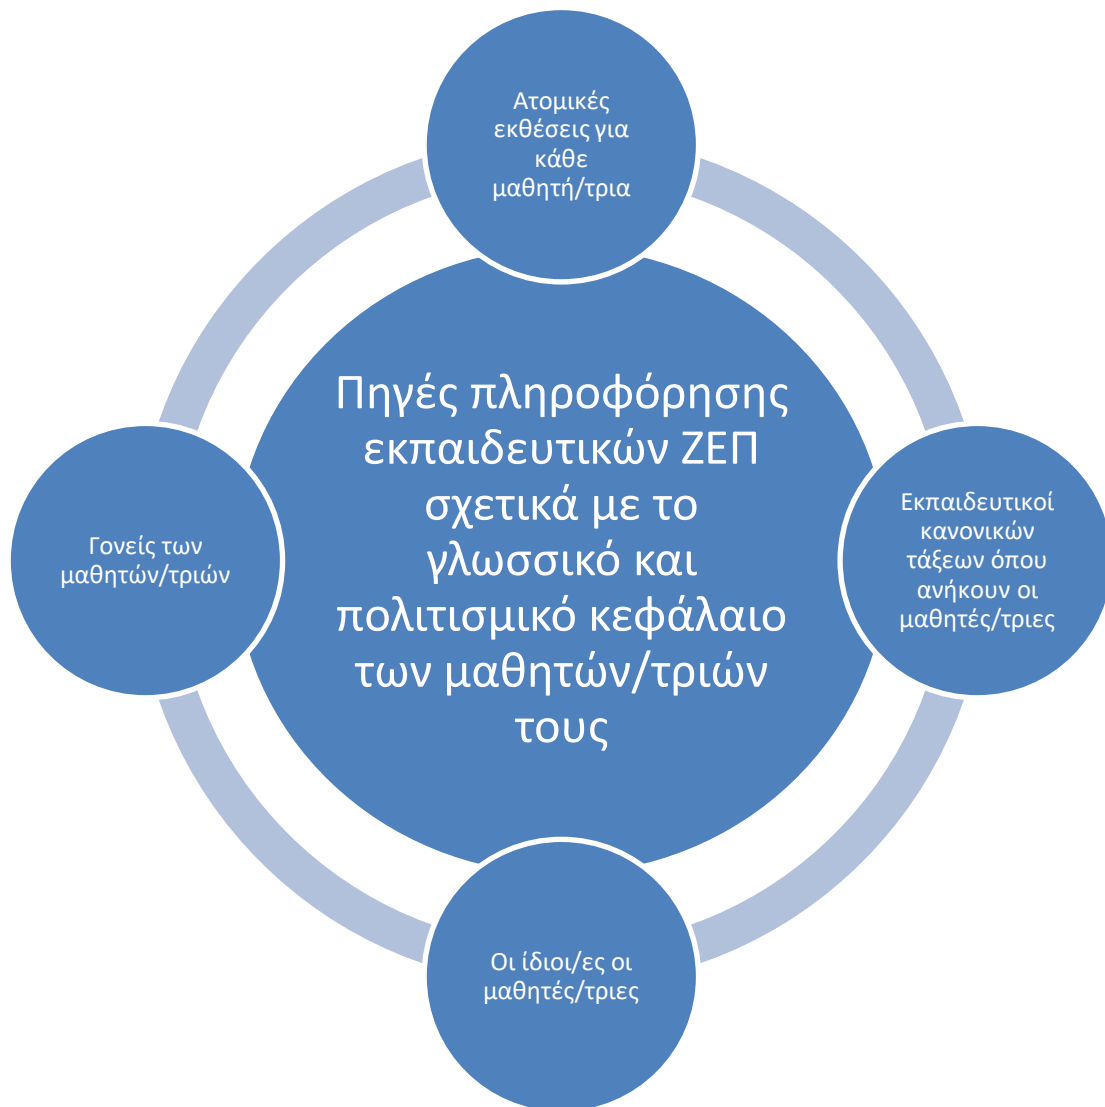 Ατομικές
εκθέσεις για
κάθε
μαθητή/τρια
Πηγές πληροφόρησης
εκπαιδευτικών ΖΕΠ
σχετικά με το
γλωσσικό και
πολιτισμικό κεφάλαιο
των μαθητών/τριών
τους
Εκπαιδευτικοί
κανονικών
τάξεων όπου
ανήκουν οι
μαθητές/τριες
Οι ίδιοι/ες οι
μαθητές/τριες
Γονείς των
μαθητών/τριών